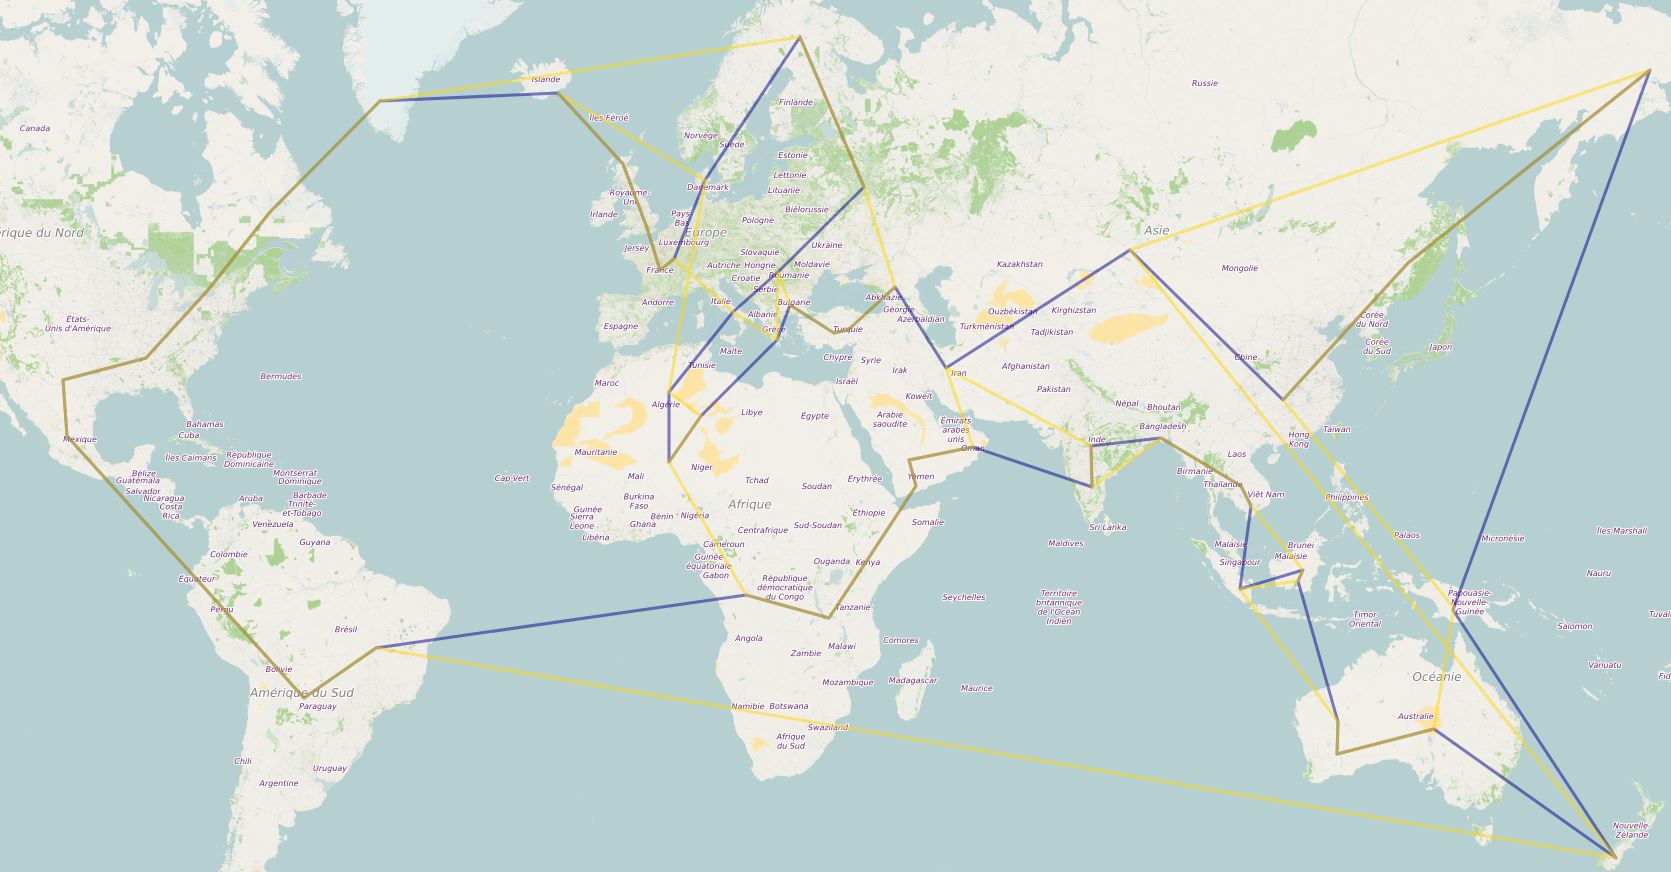 Islande
Russie
Canada
Îles Féroé
Finlande
Norvège
Suède
Estonie
Lettonie
Lituanie
Danemark
Royaume-
Uni
Irlande
Pays-
Bas
Biélorussie
Pologne
érique du Nord
Europe
Asie
Jersey
Luxembourg
Ukraine
Slovaquie
Autriche
Hongrie
Moldavie
France
Croatie
Roumanie
Kazakhstan
Mongolie
Serbie
Andorre
Italie
Bulgarie
Abkhazie
Géorgie
Albanie
Azerbaïdjan
Ouzbékistan
Kirghizstan
États-
Unis d'Amérique
Espagne
Grèce
Turquie
Turkménistan
Tadjikistan
Corée
du Nord
Corée
du Sud
Japon
Malte
Tunisie
Chypre
Syrie
Chine
Bermudes
Maroc
Israël
Irak
Iran
Afghanistan
Pakistan
Algérie
Libye
Égypte
Koweït
Népal
Bhoutan
Arabie
saoudite
Émirats
arabes
unis
Bangladesh
Bahamas
Cuba
Mexique
Inde
Hong
Kong
Taïwan
Îles Caïmans
République
Dominicaine
Mauritanie
Oman
Laos
Bélize
Guatémala
Montserrat
Dominique
Cap-Vert
Mali
Niger
Tchad
Érythrée
Yémen
Birmanie
Salvador
Nicaragua
Costa
Rica
Aruba
Barbade
Trinité-
et-Tobago
Sénégal
Burkina
Faso
Soudan
Thaïlande
Việt Nam
Philippines
Venezuela
Guinée
Sierra
Leone
Ghana
Bénin
Nigéria
Afrique
Éthiopie
Somalie
Sri Lanka
Guyana
Libéria
Centrafrique
Sud-Soudan
Îles Marshall
Colombie
Cameroun
Maldives
Malaisie
Brunei
Malaisie
Palaos
Micronésie
Guinée
équatoriale
Gabon
Ouganda
Kenya
Singapour
Équateur
République
démocratique
du Congo
Nauru
Pérou
Tanzanie
Seychelles
Territoire
britannique
de l'Océan
Indien
Papouasie-
Nouvelle-
Guinée
Timor
Oriental
Salomon
Tuval
Brésil
Angola
Zambie
Malawi
Comores
Bolivie
Mozambique
Madagascar
Maurice
Océanie
Vanuatu
Fid
Amérique du Sud
Paraguay
Namibie
Botswana
Swaziland
Australie
Afrique
du Sud
Chili
Uruguay
Argentine
Nouvelle-
Zélande